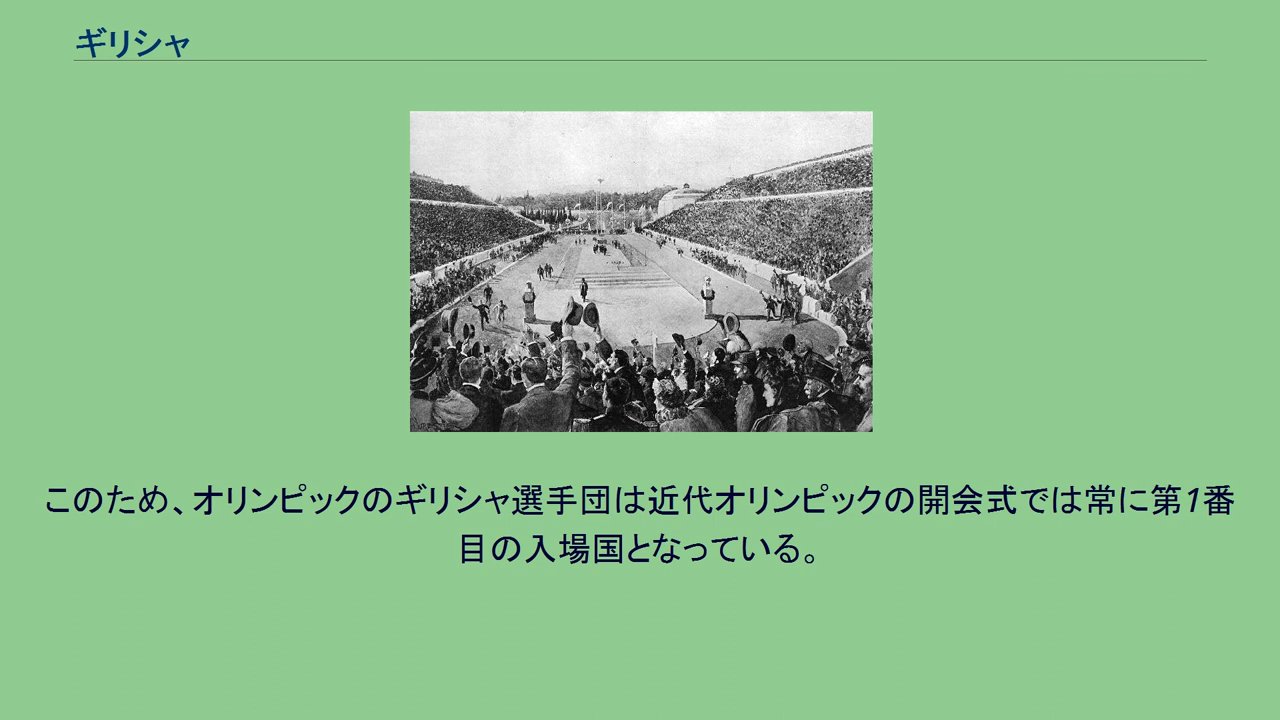 ギリシャ
このため、オリンピックのギリシャ選手団は近代オリンピックの開会式では常に第1番
目の入場国となっている。